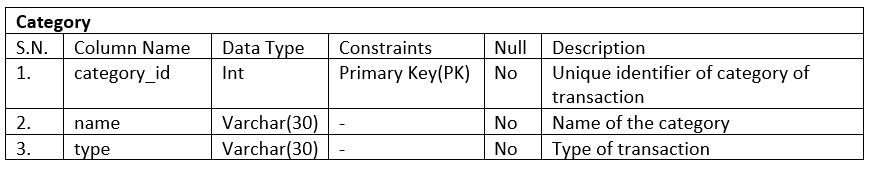 Category
S.N. Column Name Data Type Constraints Null Description
1. category_id Int Primary Key(PK) No Unique identifier of category of
transaction
2. name Varchar(30) - No Name of the category
3. type Varchar(30) - No Type of transaction